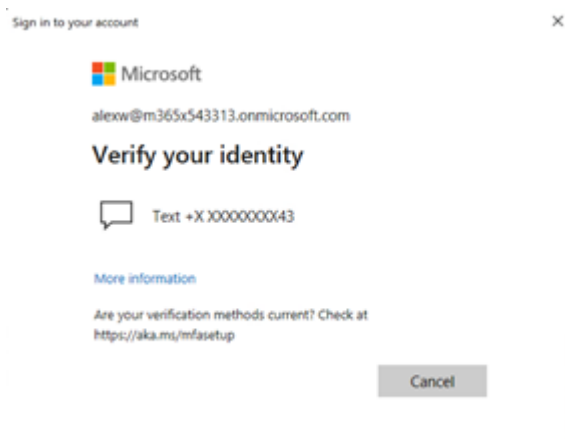 Sign in to your account
Microsoft
alexw@m365x543313.onmicrosoft.com
Verify your identity
Text +X XXXXXXXX43
More information
Are your verification methods current? Check at
https://aka.ms/mfasetup
Cancel